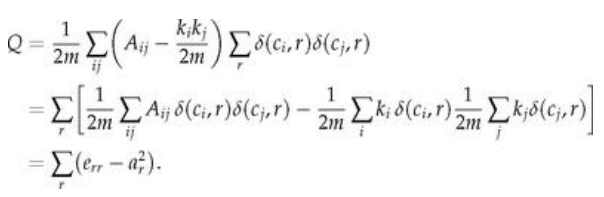 Q = \frac{1}{2m} \sum_{ij} \left( A_{ij} - \frac{k_i k_j}{2m} \right) \sum_r \delta(c_i, r) \delta(c_j, r)
= \sum_r \left[ \frac{1}{2m} \sum_{ij} A_{ij} \delta(c_i, r) \delta(c_j, r) - \frac{1}{2m} \sum_i k_i \delta(c_i, r) \frac{1}{2m} \sum_j k_j \delta(c_j, r) \right]
= \sum_r (e_{rr} - a_r^2).